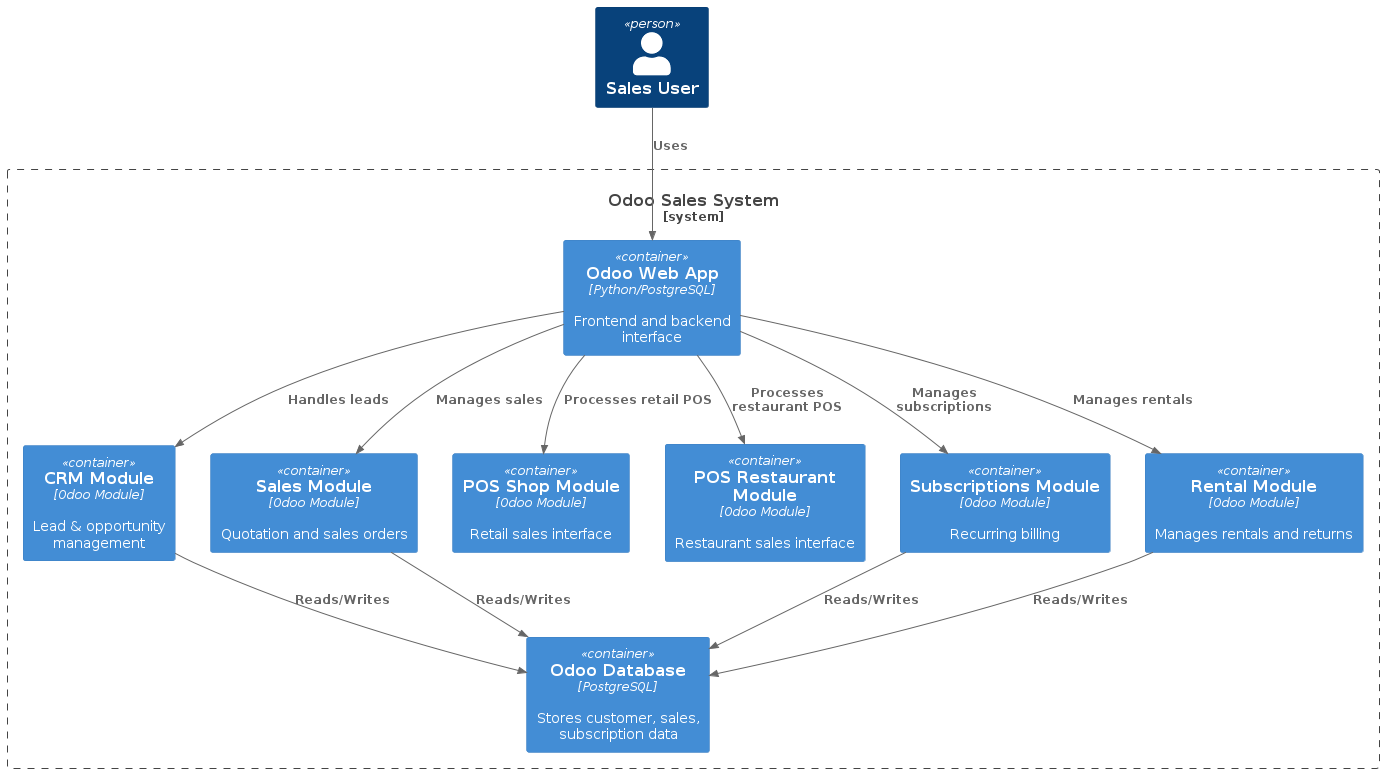 «person»
Sales User
Uses
Odoo Sales System
[system]
«container»
Odoo Web App
[Python/PostgreSQL]
Frontend and backend
interface
Handles leads
Manages sales
Processes retail POS
Processes
restaurant POS
Manages
subscriptions
Manages rentals
«container»
CRM Module
[Odoo Module]
Lead & opportunity
management
«container»
Sales Module
[Odoo Module]
Quotation and sales orders
«container»
POS Shop Module
[Odoo Module]
Retail sales interface
«container»
POS Restaurant
Module
[Odoo Module]
Restaurant sales interface
«container»
Subscriptions Module
[Odoo Module]
Recurring billing
«container»
Rental Module
[Odoo Module]
Manages rentals and returns
Reads/Writes
Reads/Writes
Reads/Writes
Reads/Writes
«container»
Odoo Database
[PostgreSQL]
Stores customer, sales,
subscription data